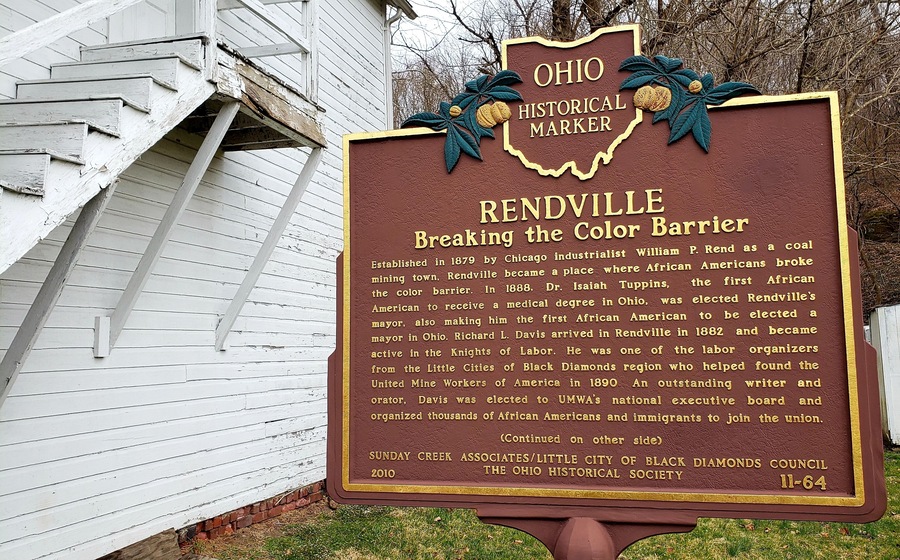 OHIO
HISTORICAL
MARKER
RENDVILLE
Breaking the Color Barrier
Established in 1879 by Chicago Industrialist William P. Rend as a coal
mining town, Rendville became a place where African Americans broke
the color barrier. In 1888, Dr. Isaiah Tuppins, the first African
American to receive a medical degree in Ohio, was elected Rendville's
mayor, also making him the first African American to be elected a
mayor in Ohio. Richard L. Davis arrived in Rendville in 1882 and became
active in the Knights of Labor. He was one of the labor organizers
from the Little Cities of Black Diamonds region who helped found the
United Mine Workers of America in 1890. An outstanding writer and
orator, Davis was elected to UMWA's national executive board and
organized thousands of African Americans and immigrants to join the union.
(Continued on other side)
SUNDAY CREEK ASSOCIATES/LITTLE CITY OF BLACK DIAMONDS COUNCIL
2010 THE OHIO HISTORICAL SOCIETY 11-64